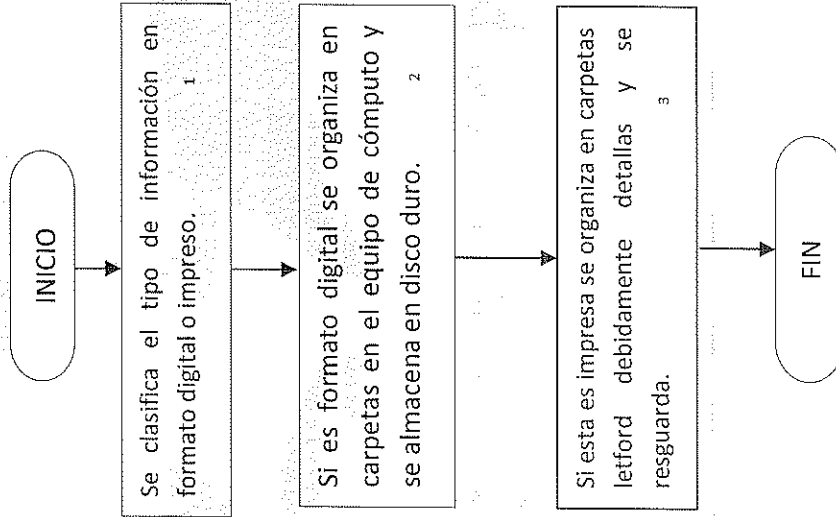 INICIO
Se clasifica el tipo de información en
formato digital o impreso.
1
Si es formato digital se organiza en
carpetas en el equipo de cómputo y
se almacena en disco duro.
2
Si esta es impresa se organiza en carpetas
letford debidamente detallas y se
resguarda.
3
FIN